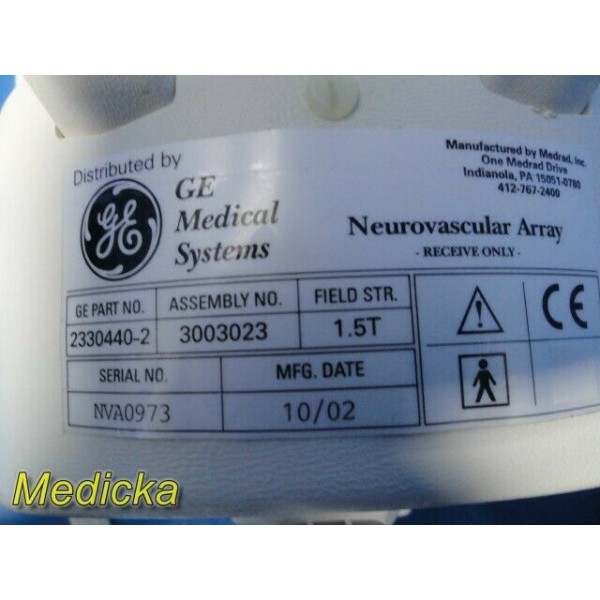 Distributed by
GE
GE
Medical
Systems
Manufactured by Medrad, Inc.
One Medrad Drive
Indianola, PA 15051-0780
412-767-2400
Neurovascular Array
- RECEIVE ONLY -
GE PART NO. ASSEMBLY NO. FIELD STR.
2330440-2 3003023 1.5T
SERIAL NO. MFG. DATE
NVA0973 10/02
CE
Medicka